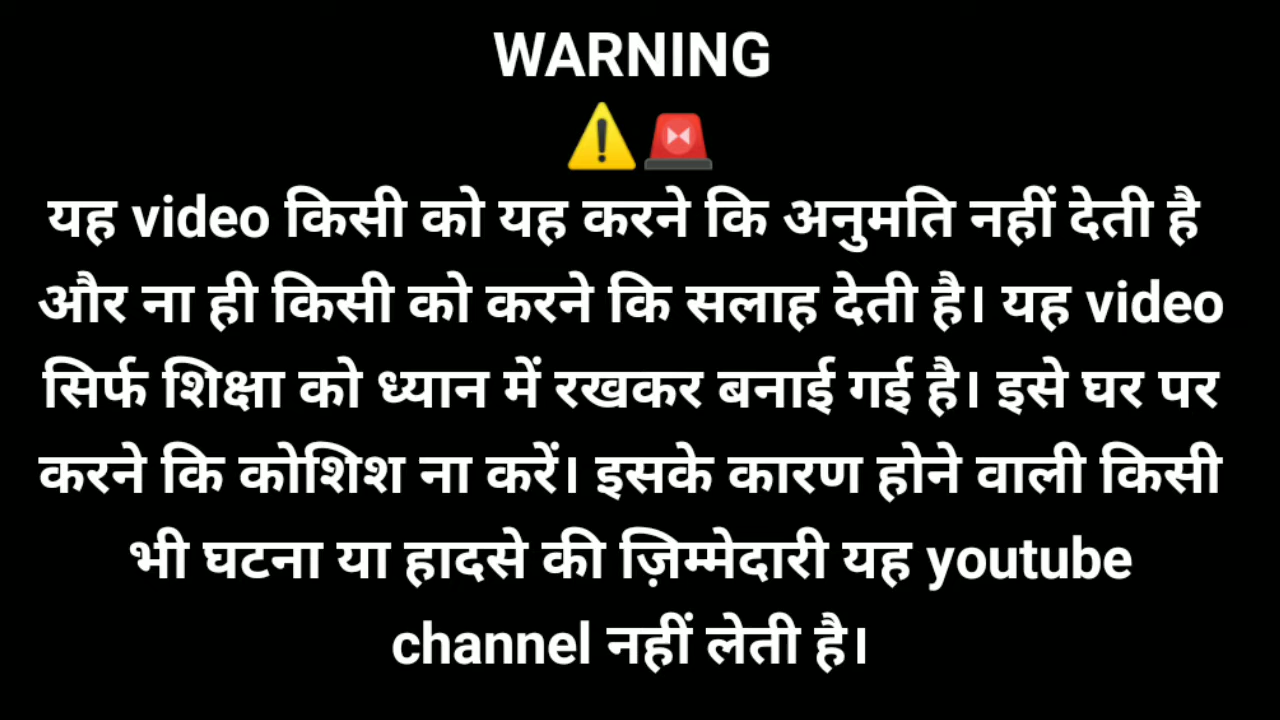 WARNING
⚠️🚨
यह video किसी को यह करने कि अनुमति नहीं देती है
और ना ही किसी को करने कि सलाह देती है। यह video
सिर्फ शिक्षा को ध्यान में रखकर बनाई गई है। इसे घर पर
करने कि कोशिश ना करें। इसके कारण होने वाली किसी
भी घटना या हादसे की ज़िम्मेदारी यह youtube
channel नहीं लेती है।